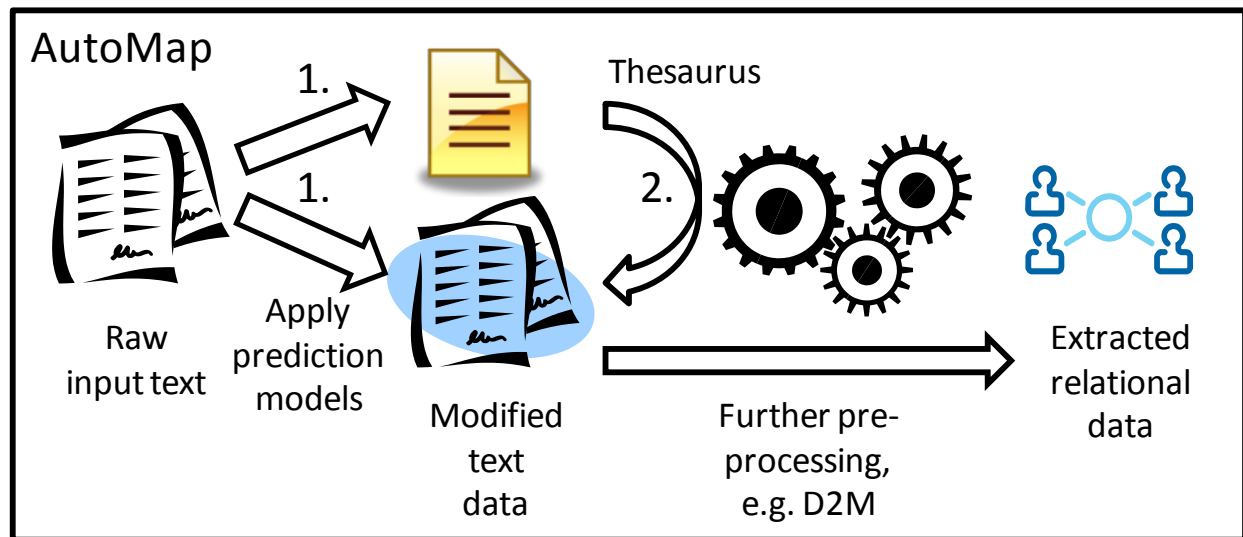 AutoMap
1.
Thesaurus
1.
2.
Raw
input text
Apply
prediction
models
Modified
text
data
Further pre-
processing,
e.g. D2M
Extracted
relational
data